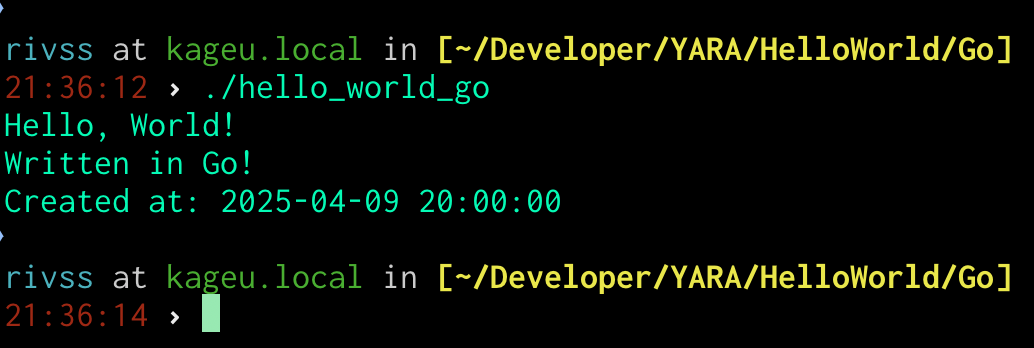 rivss at kageu.local in [~/Developer/YARA/HelloWorld/Go]
21:36:12 › ./hello_world_go
Hello, World!
Written in Go!
Created at: 2025-04-09 20:00:00
rivss at kageu.local in [~/Developer/YARA/HelloWorld/Go]
21:36:14 ›